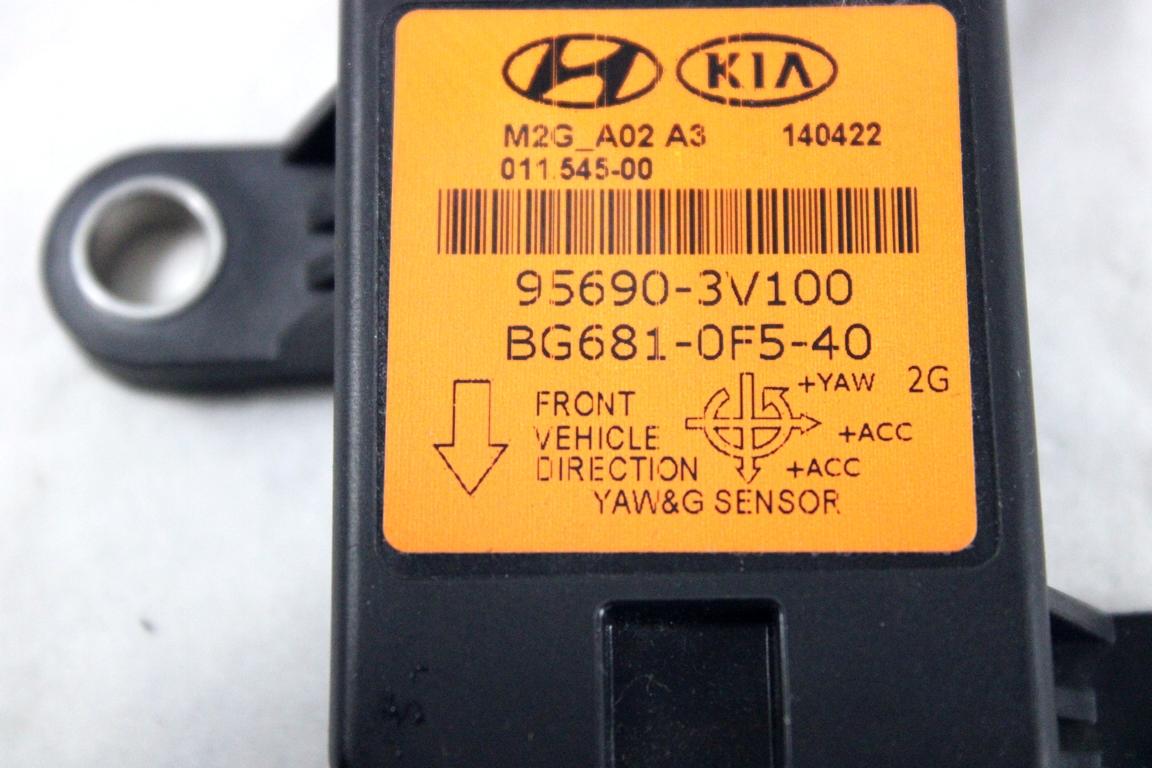 KIA
M2G_A02 A3 140422
011.545-00
95690-3V100
BG681-0F5-40
+YAW 2G
FRONT
VEHICLE +ACC
DIRECTION +ACC
YAW&G SENSOR